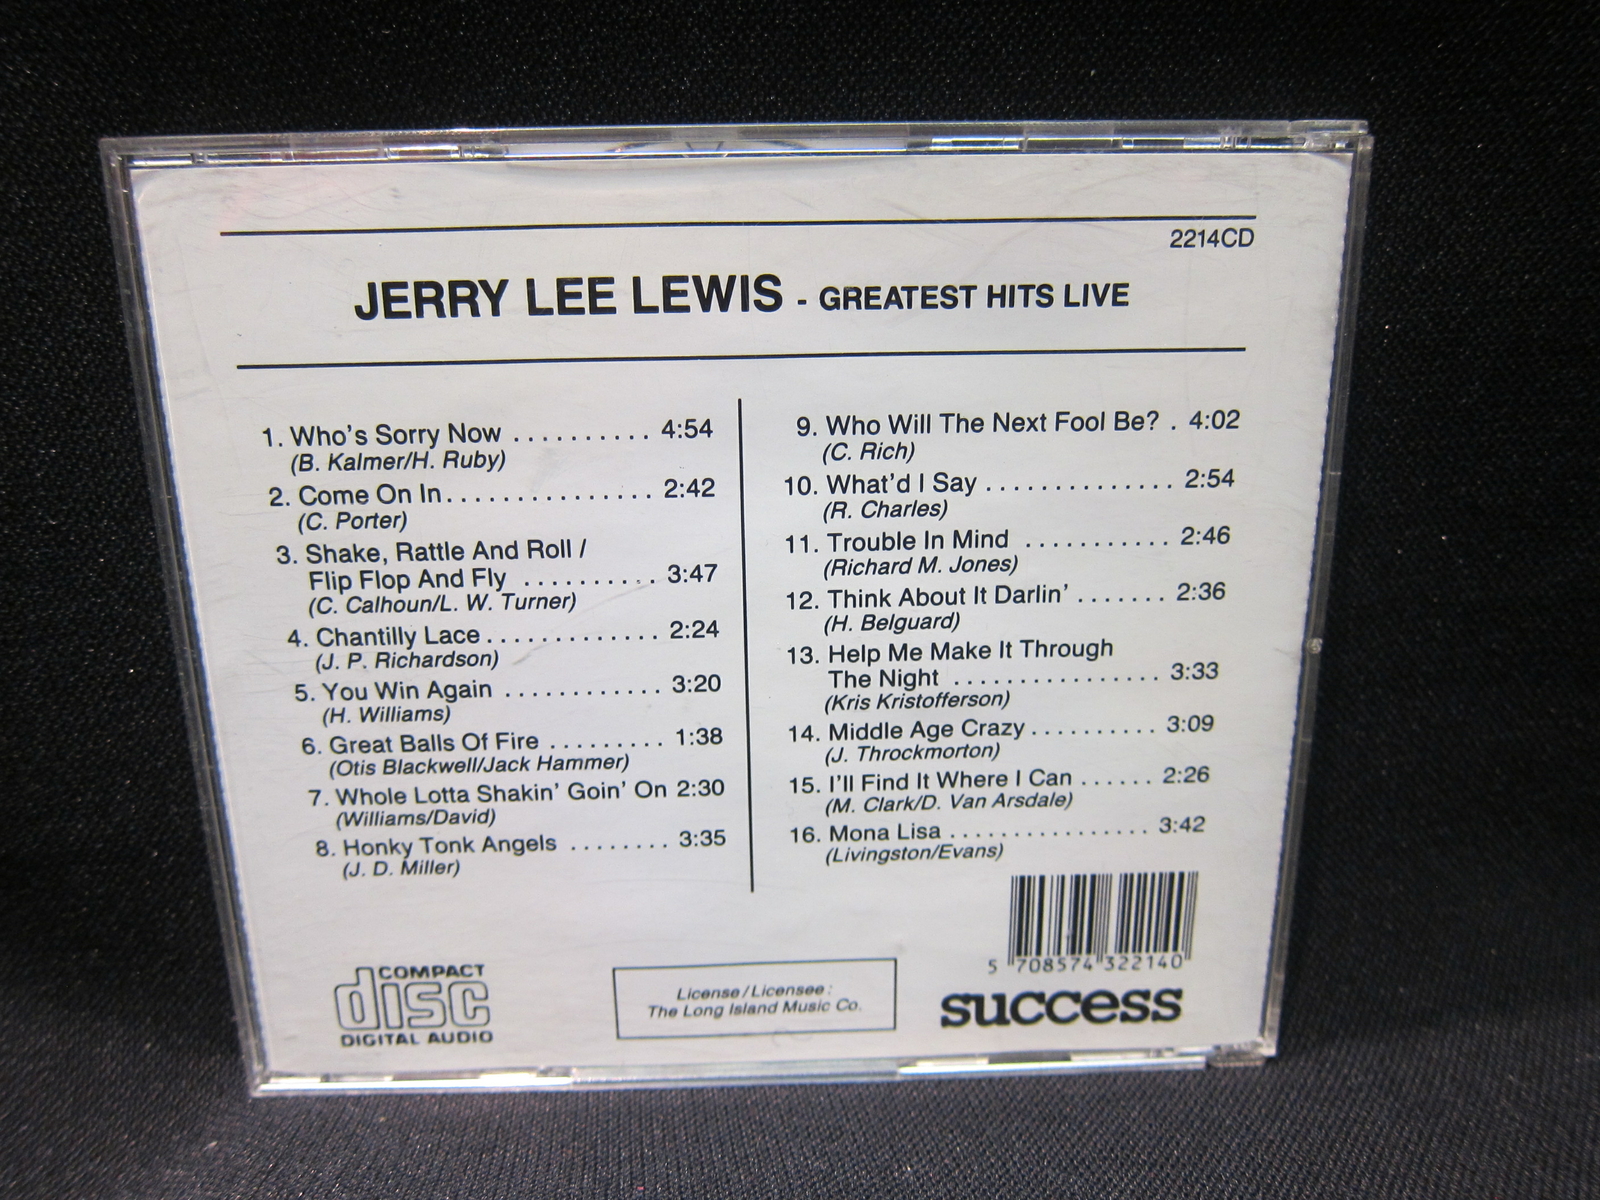 2214CD
JERRY LEE LEWIS - GREATEST HITS LIVE
1. Who's Sorry Now .......... 4:54
(B. Kalmer/H. Ruby)
2. Come On In............... 2:42
(C. Porter)
3. Shake, Rattle And Roll /
Flip Flop And Fly .......... 3:47
(C. Calhoun/L. W. Turner)
4. Chantilly Lace............. 2:24
(J. P. Richardson)
5. You Win Again ............ 3:20
(H. Williams)
6. Great Balls Of Fire ......... 1:38
(Otis Blackwell/Jack Hammer)
7. Whole Lotta Shakin' Goin' On 2:30
(Williams/David)
8. Honky Tonk Angels ........ 3:35
(J. D. Miller)
9. Who Will The Next Fool Be? . 4:02
(C. Rich)
10. What'd I Say .............. 2:54
(R. Charles)
11. Trouble In Mind ........... 2:46
(Richard M. Jones)
12. Think About It Darlin' ....... 2:36
(H. Belguard)
13. Help Me Make It Through
The Night ................ 3:33
(Kris Kristofferson)
14. Middle Age Crazy.......... 3:09
(J. Throckmorton)
15. I'll Find It Where I Can ...... 2:26
(M. Clark/D. Van Arsdale)
16. Mona Lisa ................ 3:42
(Livingston/Evans)
5 708574 322140
COMPACT
disc
DIGITAL AUDIO
License/Licensee:
The Long Island Music Co.
success